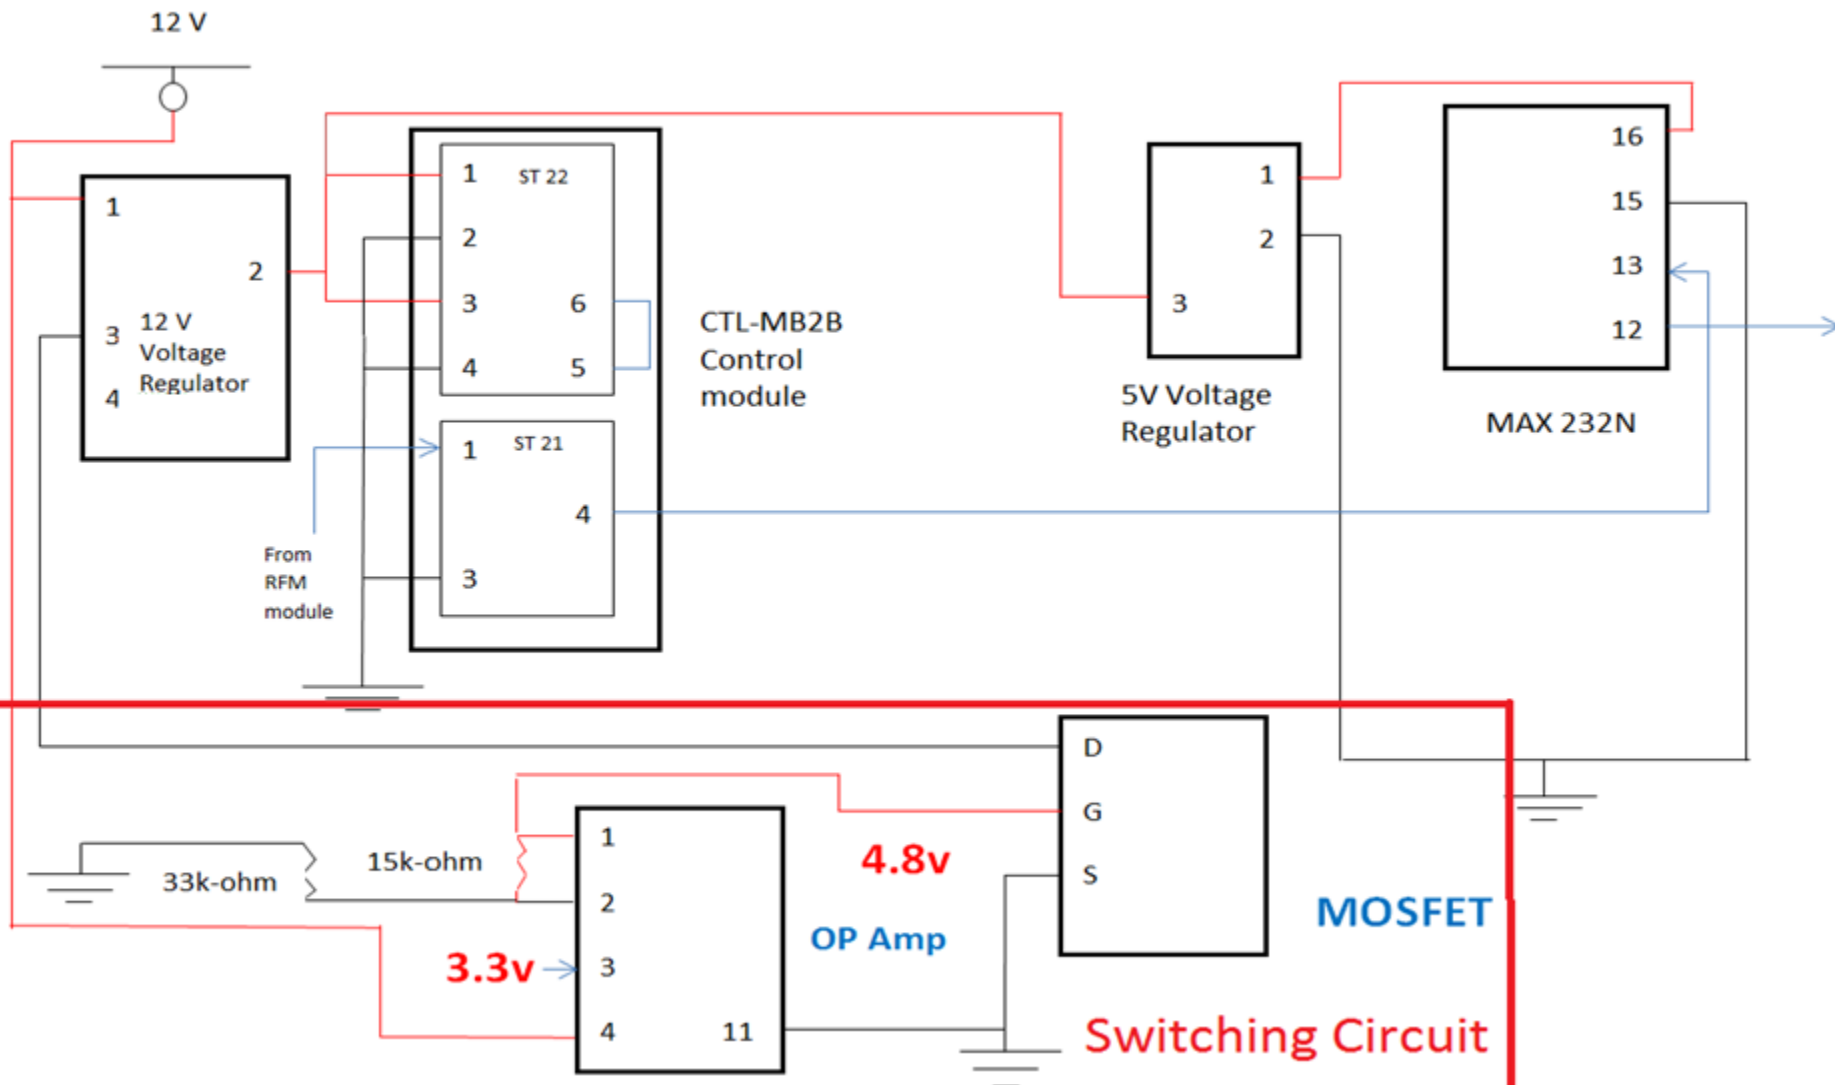 12 V
1
2
12 V
3
Voltage
Regulator
4
1
ST 22
2
3
6
4
5
CTL-MB2B
Control
module
1
ST 21
4
3
From
RFM
module
1
2
3
5V Voltage
Regulator
16
15
13
12
MAX 232N
D
G
S
MOSFET
33k-ohm
15k-ohm
1
2
3
4
11
4.8v
OP Amp
3.3v
Switching Circuit